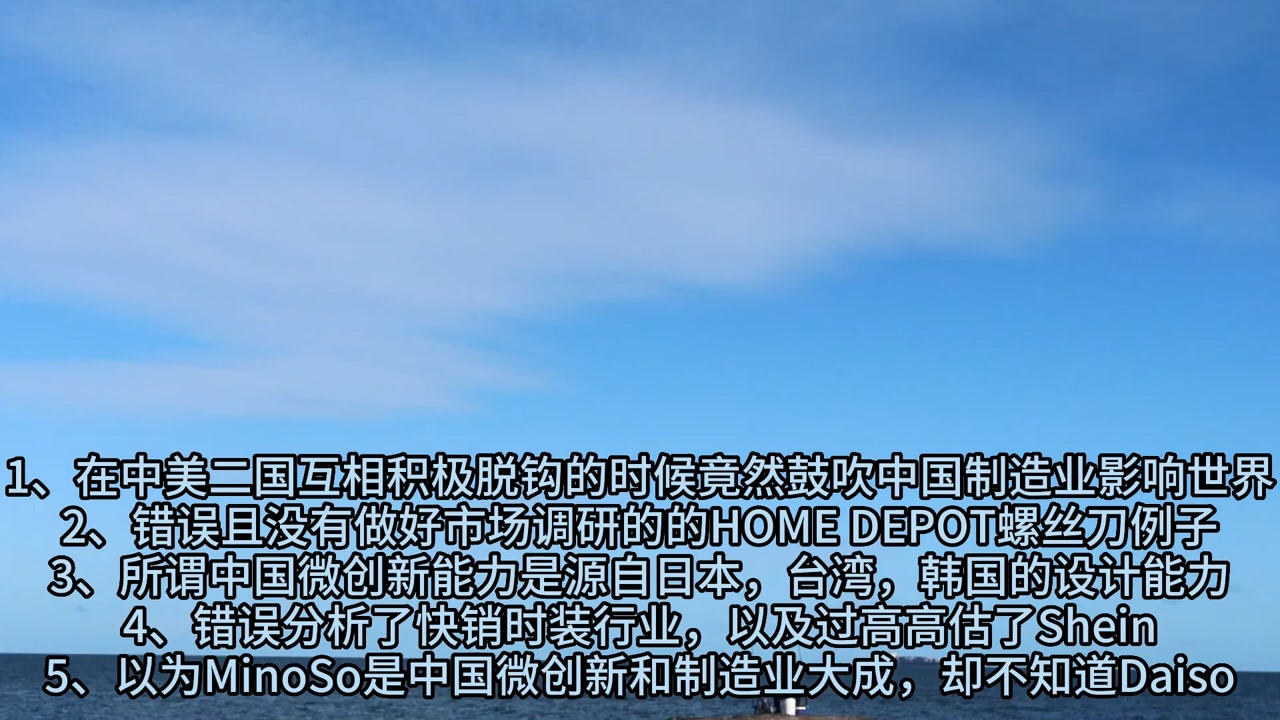 1、在中美二国互相积极脱钩的时候竟然鼓吹中国制造业影响世界
2、错误且没有做好市场调研的的HOME DEPOT螺丝刀例子
3、所谓中国微创新能力是源自日本，台湾，韩国的设计能力
4、错误分析了快销时装行业，以及过高高估了Shein
5、以为MinoSo是中国微创新和制造业大成，却不知道Daiso